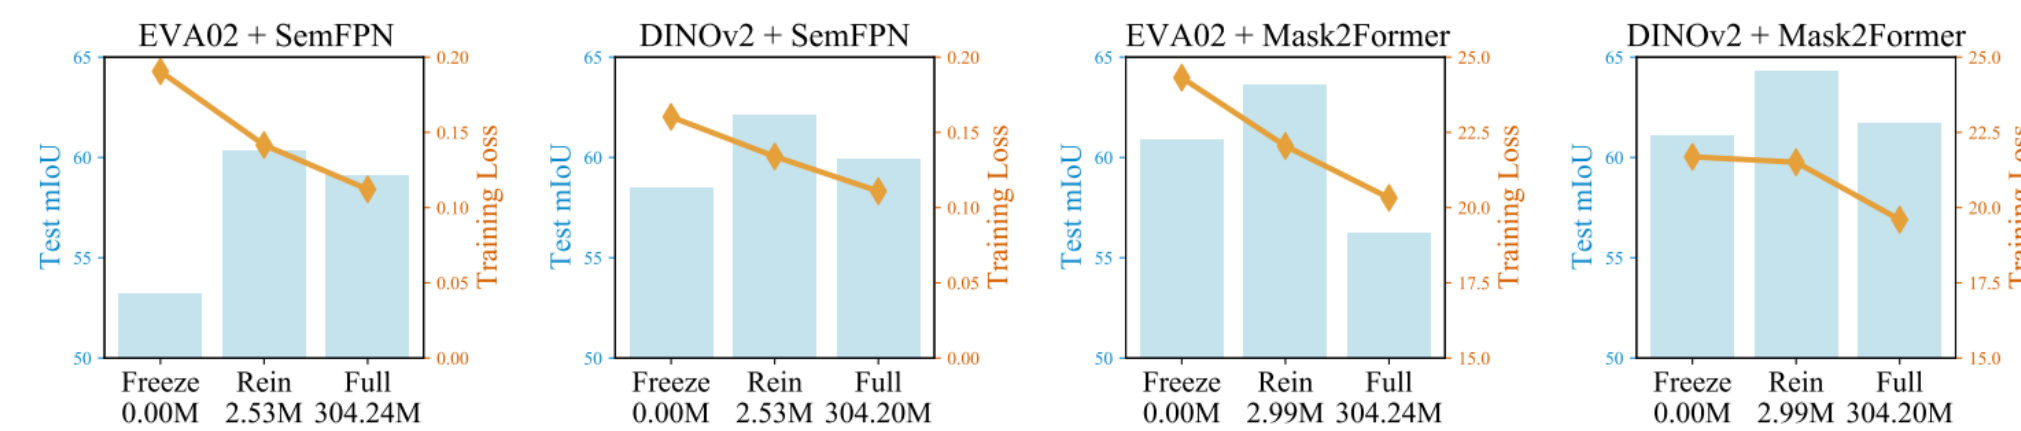 EVA02 + SemFPN
65
60
55
50
Test mIoU
0.20
0.15
0.10
0.05
0.00
Training Loss
Freeze Rein Full
0.00M 2.53M 304.24M
DINOv2 + SemFPN
65
60
55
50
Test mIoU
0.20
0.15
0.10
0.05
0.00
Training Loss
Freeze Rein Full
0.00M 2.53M 304.20M
EVA02 + Mask2Former
65
60
55
50
Test mIoU
25.0
22.5
20.0
17.5
15.0
Training Loss
Freeze Rein Full
0.00M 2.99M 304.24M
DINOv2 + Mask2Former
65
60
55
50
Test mIoU
25.0
22.5
20.0
17.5
15.0
Training Loss
Freeze Rein Full
0.00M 2.99M 304.20M